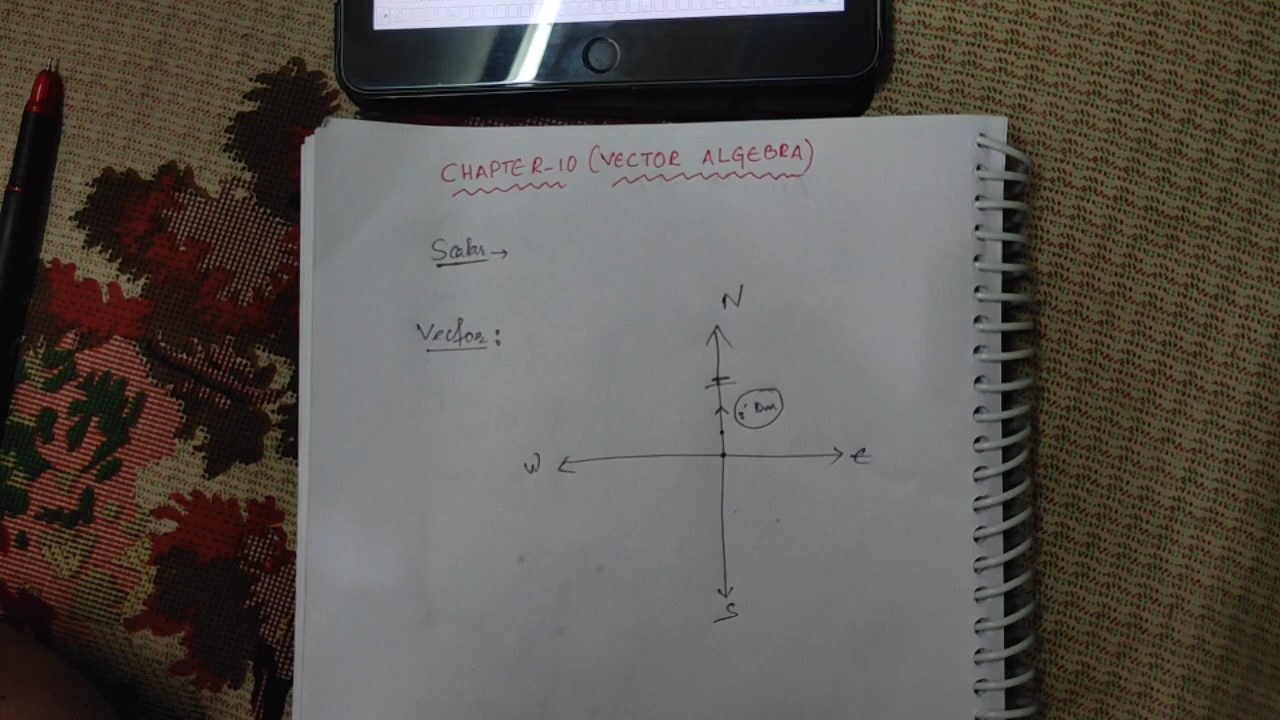 CHAPTER-10 (VECTOR ALGEBRA)
Scalar →
Vector :
N
W
E
S